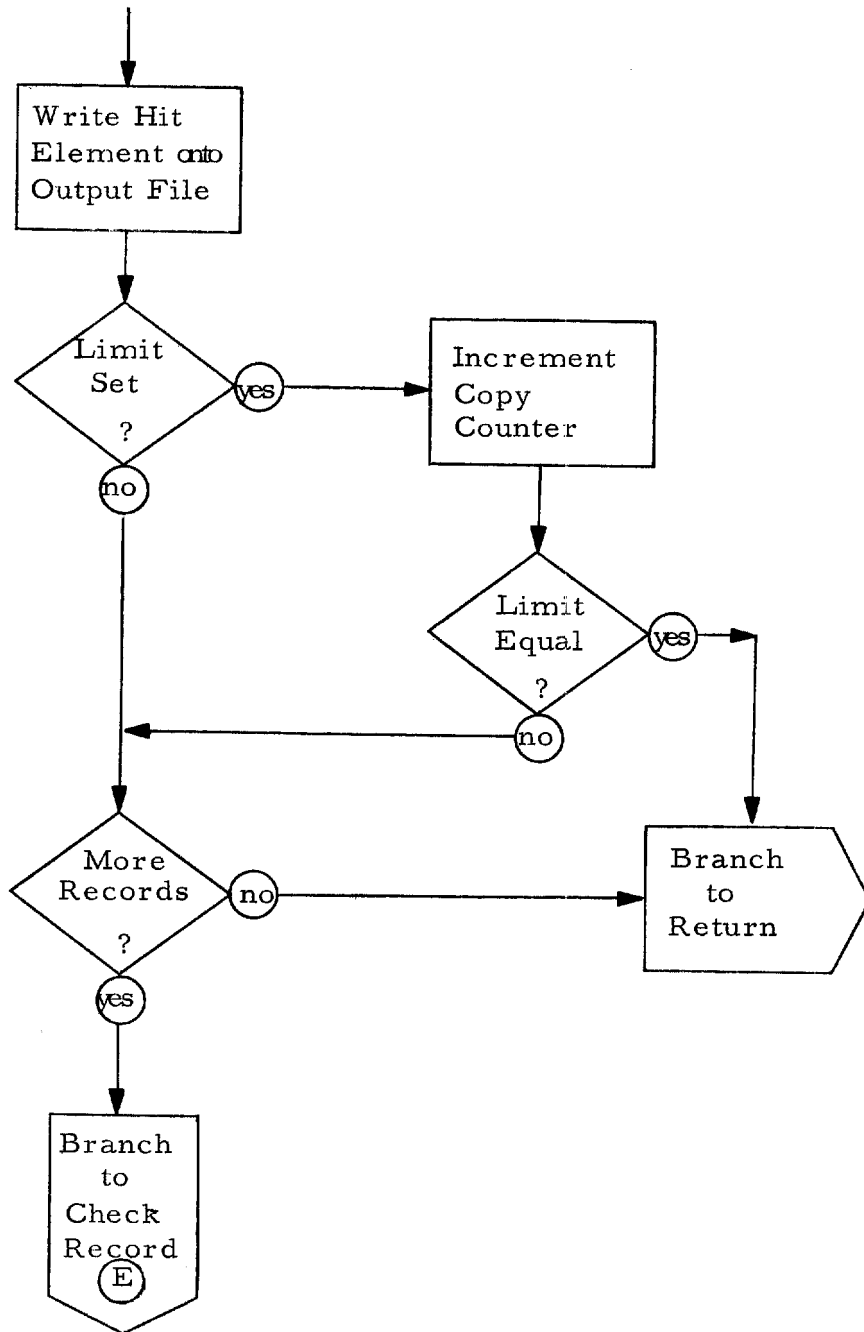 Write Hit
Element onto
Output File
Limit
Set
?
yes
no
Increment
Copy
Counter
Limit
Equal
?
yes
no
More
Records
?
no
yes
Branch
to
Return
Branch
to
Check
Record
E